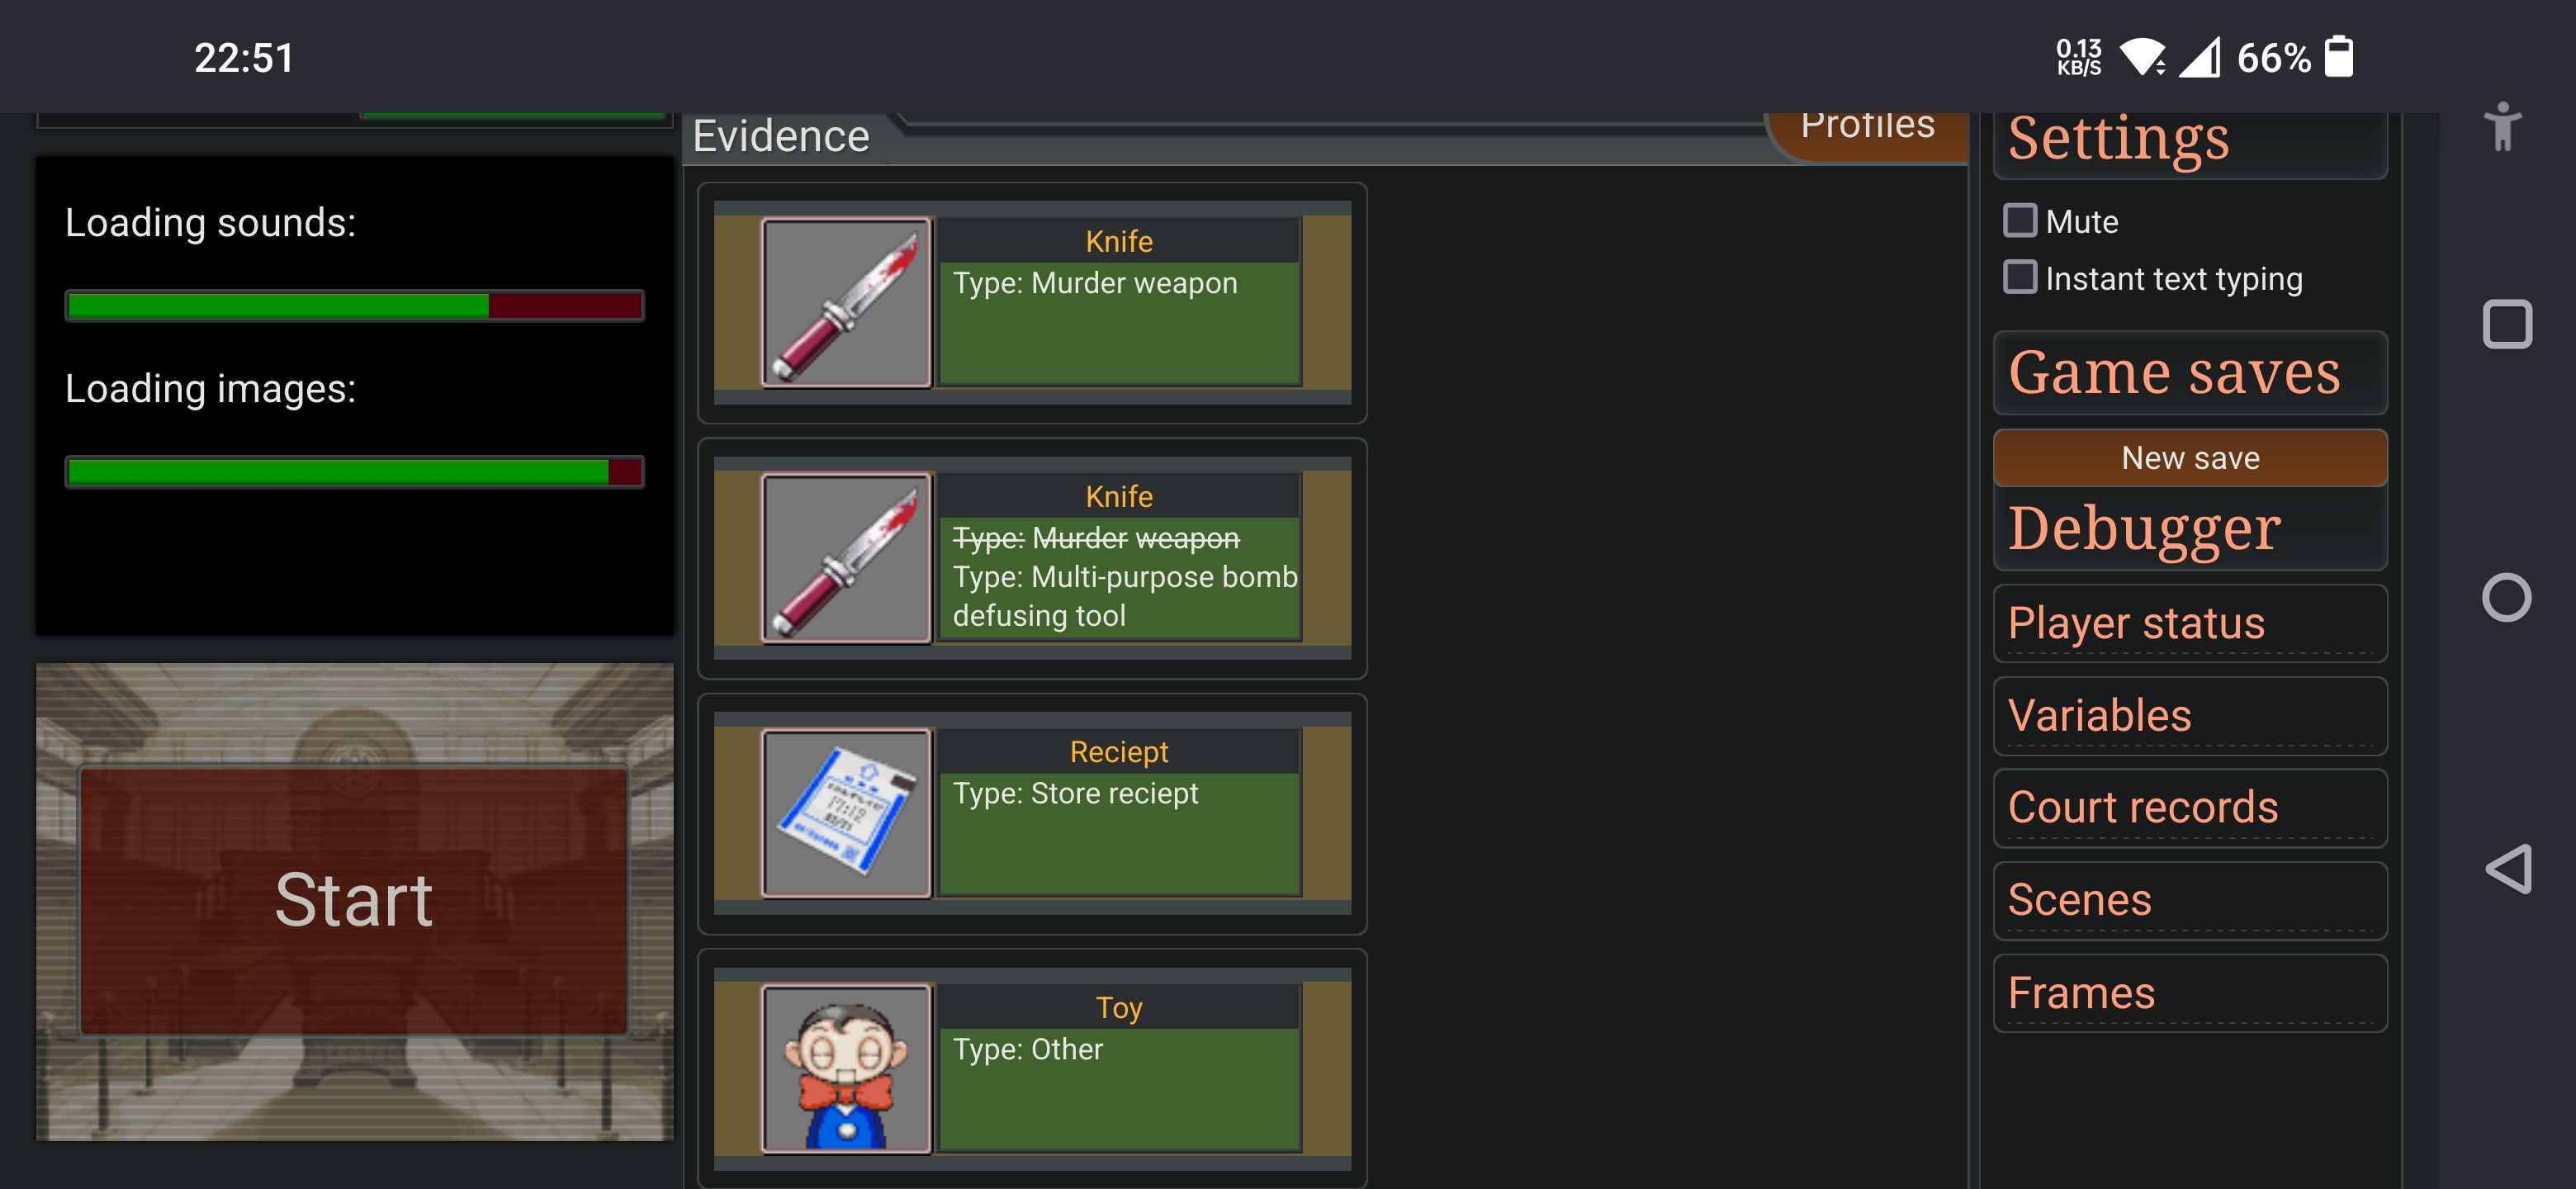 22:51
0.13
KB/S
66%
Loading sounds:
Loading images:
Start
Evidence
Profiles
Knife
Type: Murder weapon
Knife
Type: Murder weapon
Type: Multi-purpose bomb
defusing tool
Reciept
Type: Store reciept
Toy
Type: Other
Settings
Mute
Instant text typing
Game saves
New save
Debugger
Player status
Variables
Court records
Scenes
Frames